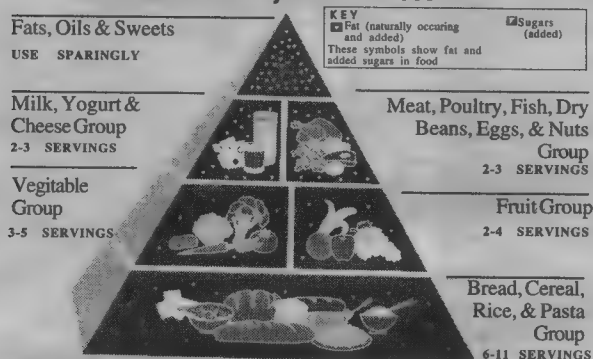 Fats, Oils & Sweets
USE SPARINGLY
KEY
Fat (naturally occuring
and added)
Sugars
(added)
These symbols show fat and
added sugars in food
Milk, Yogurt &
Cheese Group
2-3 SERVINGS
Meat, Poultry, Fish, Dry
Beans, Eggs, & Nuts
Group
2-3 SERVINGS
Vegitable
Group
3-5 SERVINGS
Fruit Group
2-4 SERVINGS
Bread, Cereal,
Rice, & Pasta
Group
6-11 SERVINGS